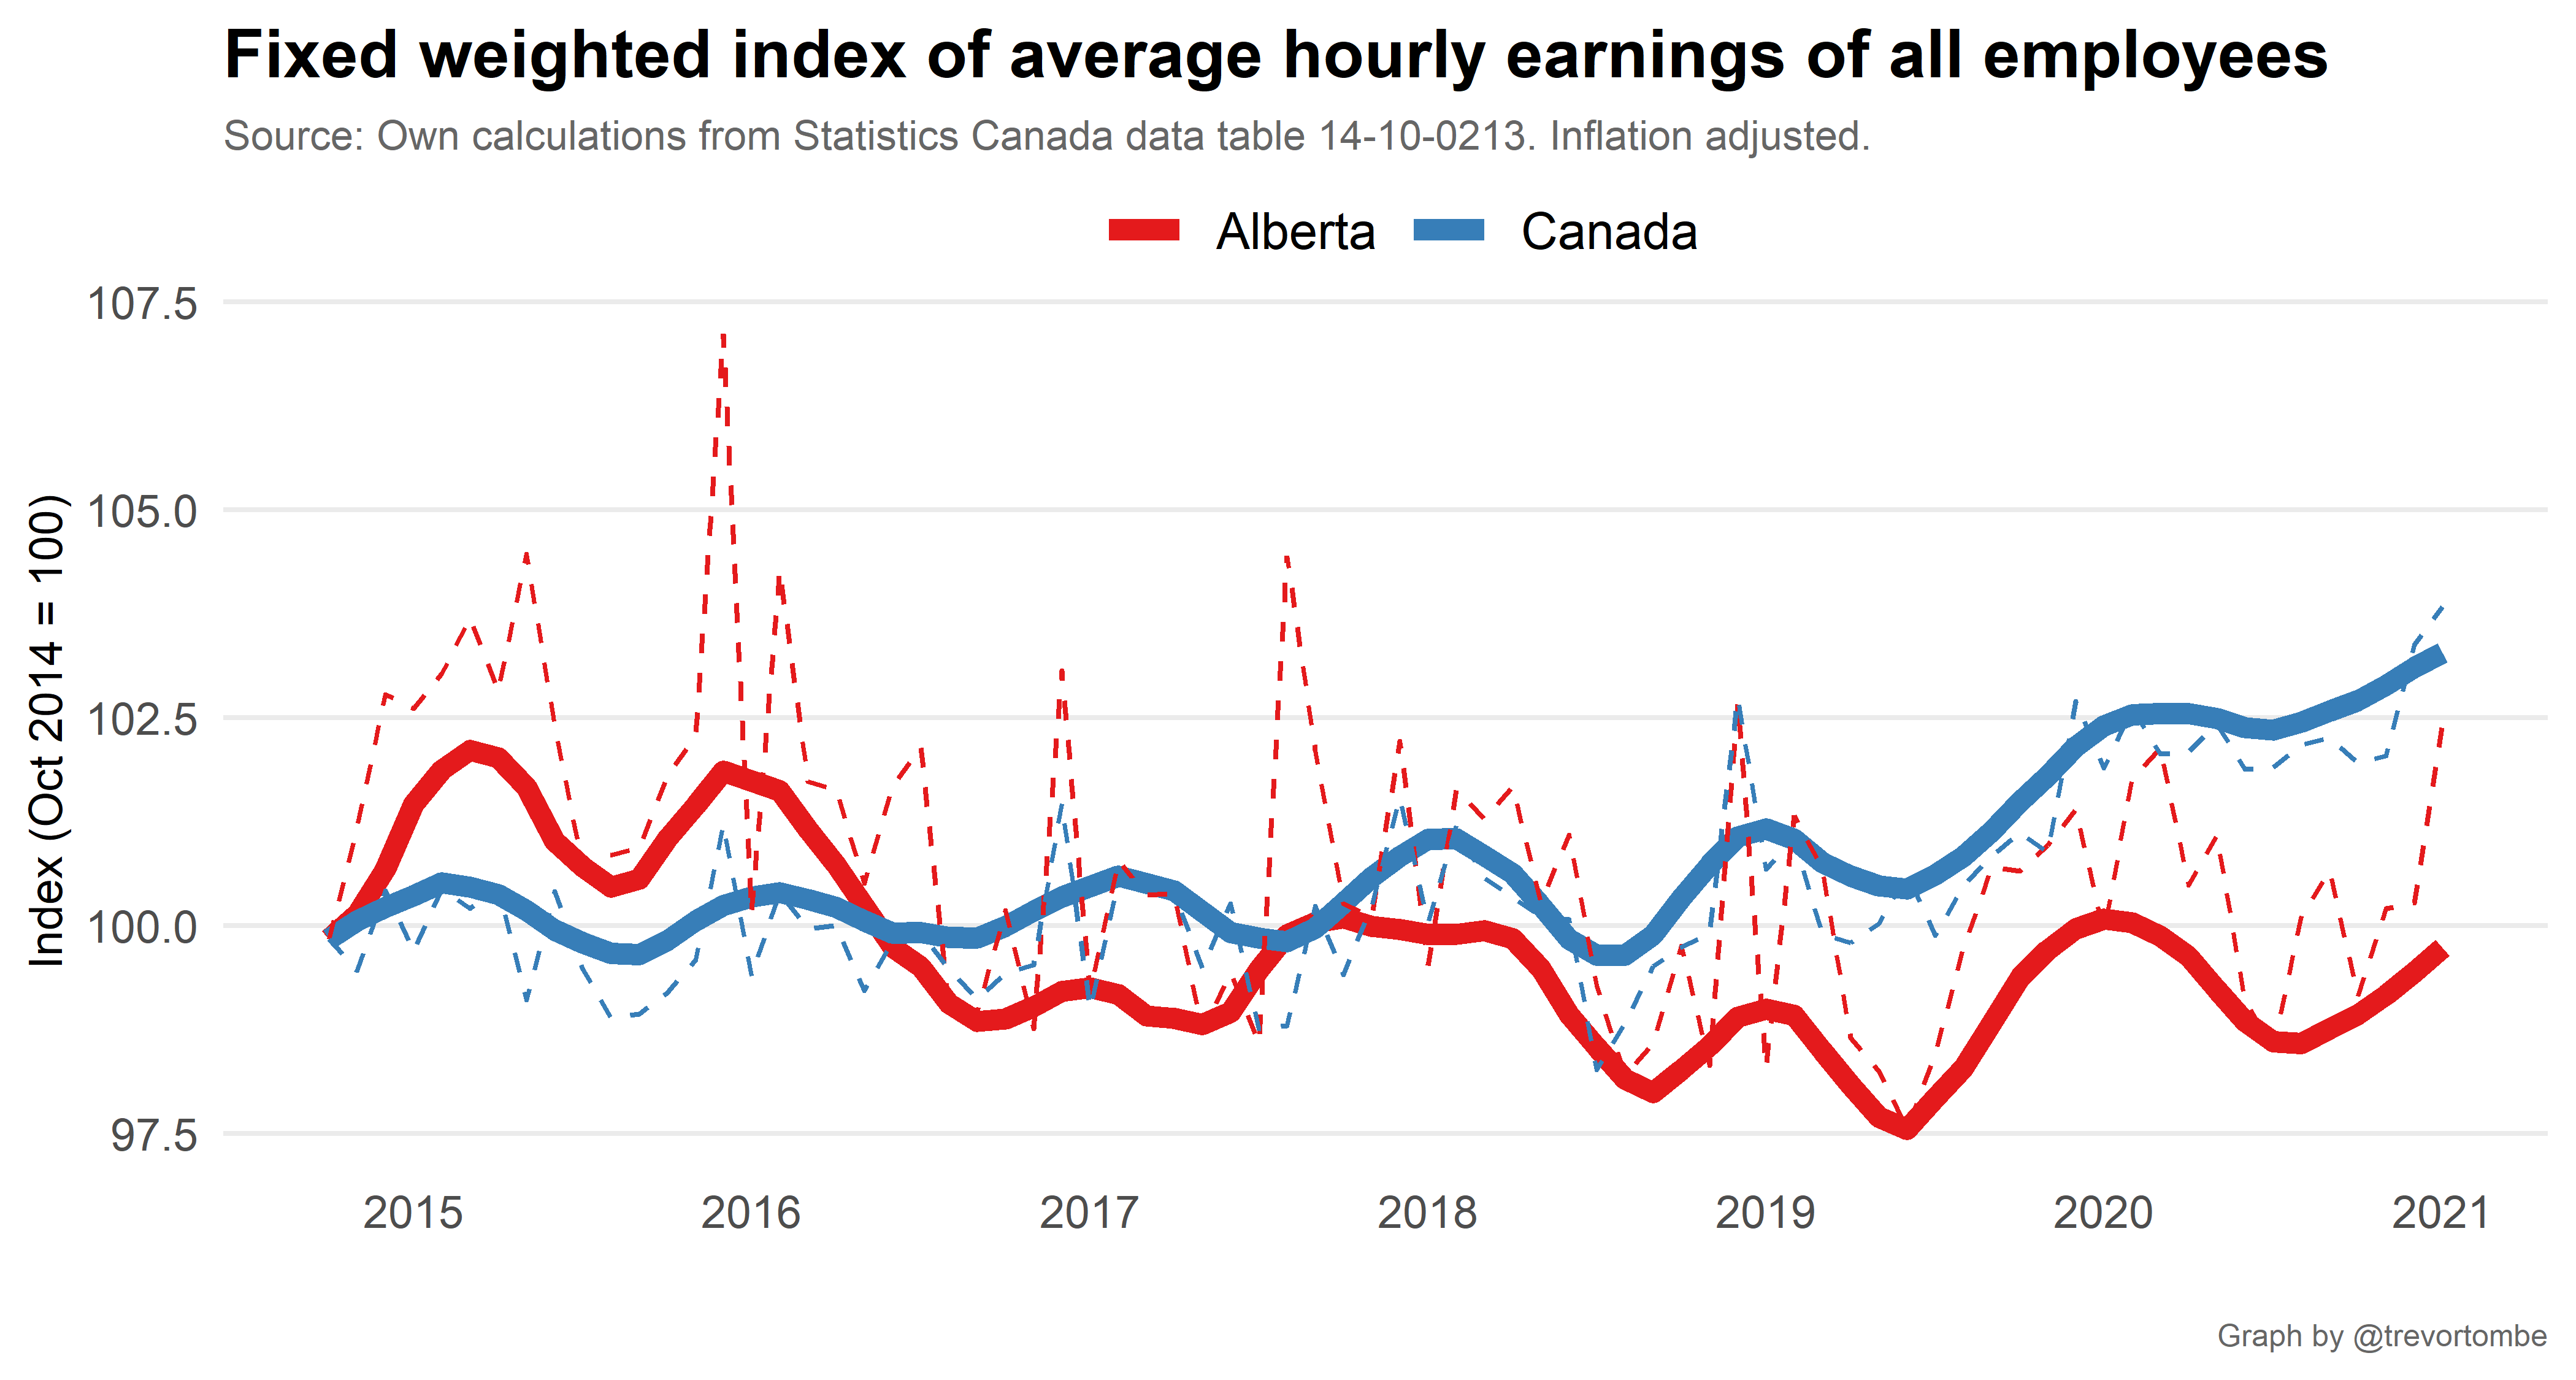 Fixed weighted index of average hourly earnings of all employees
Source: Own calculations from Statistics Canada data table 14-10-0213. Inflation adjusted.
Alberta Canada
107.5
105.0
102.5
100.0
97.5
Index (Oct 2014 = 100)
2015 2016 2017 2018 2019 2020 2021
Graph by @trevortombe